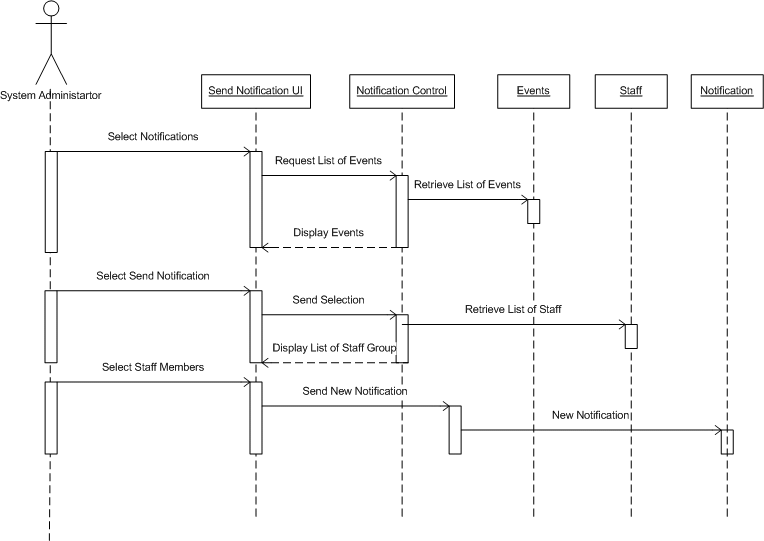 System Administartor
Send Notification UI
Notification Control
Events
Staff
Notification
Select Notifications
Request List of Events
Retrieve List of Events
Display Events
Select Send Notification
Send Selection
Retrieve List of Staff
Display List of Staff Group
Select Staff Members
Send New Notification
New Notification